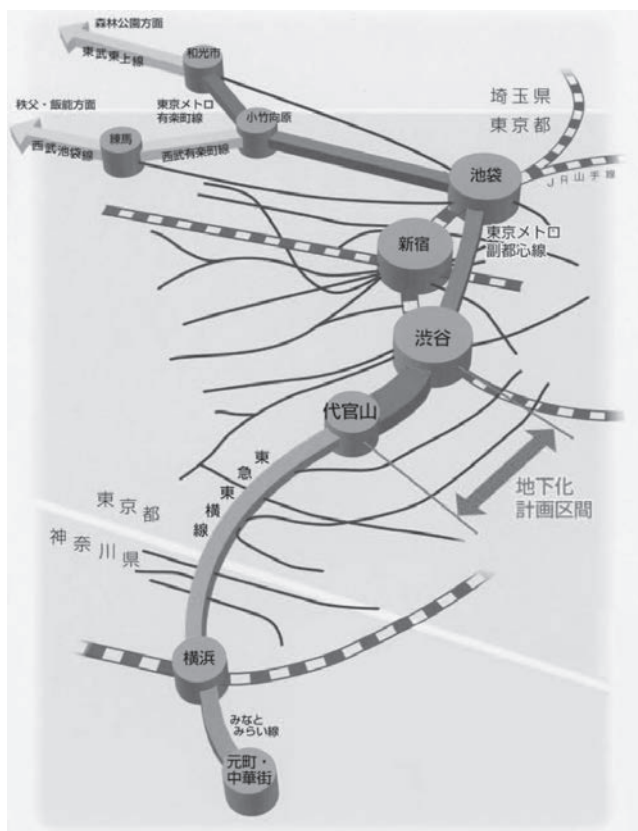 森林公園方面
東武東上線
和光市
秩父・飯能方面
西武池袋線
練馬
東京メトロ
有楽町線
西武有楽町線
小竹向原
埼玉県
東京都
池袋
JR山手線
東京メトロ
副都心線
新宿
渋谷
代官山
地下化
計画区間
東急東横線
東京都
神奈川県
横浜
みなと
みらい線
元町・
中華街